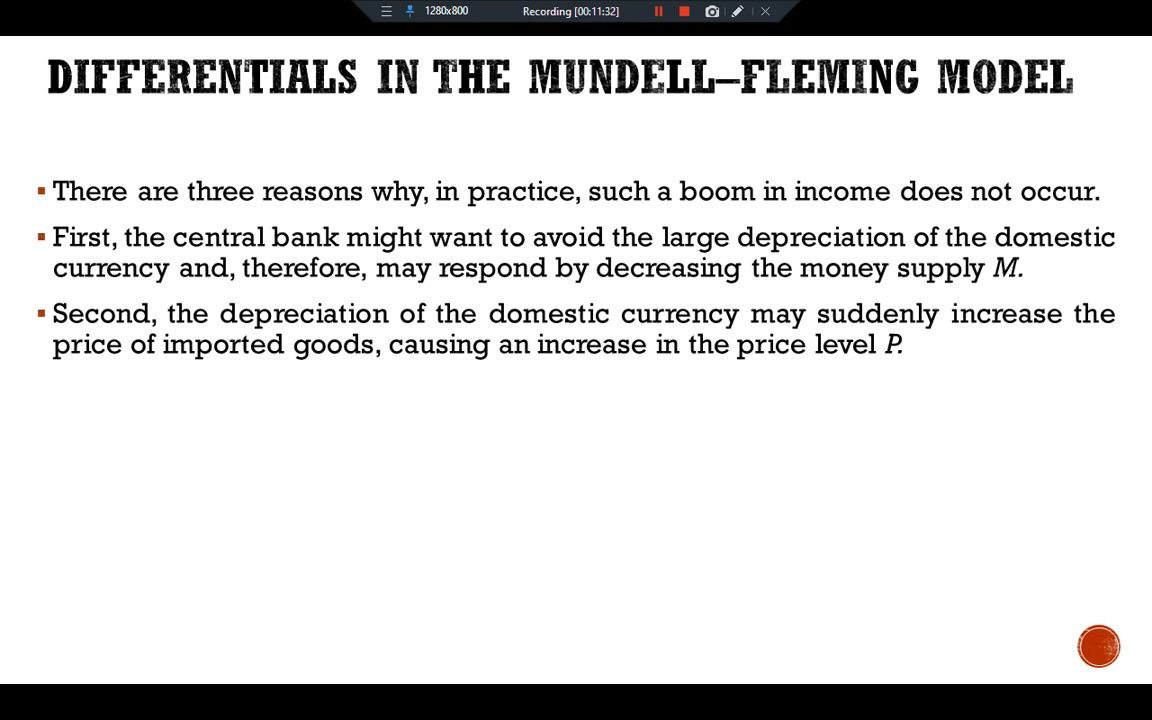 1280x800 Recording [00:11:32]
DIFFERENTIALS IN THE MUNDELL–FLEMING MODEL
There are three reasons why, in practice, such a boom in income does not occur.
First, the central bank might want to avoid the large depreciation of the domestic
currency and, therefore, may respond by decreasing the money supply M.
Second, the depreciation of the domestic currency may suddenly increase the
price of imported goods, causing an increase in the price level P.